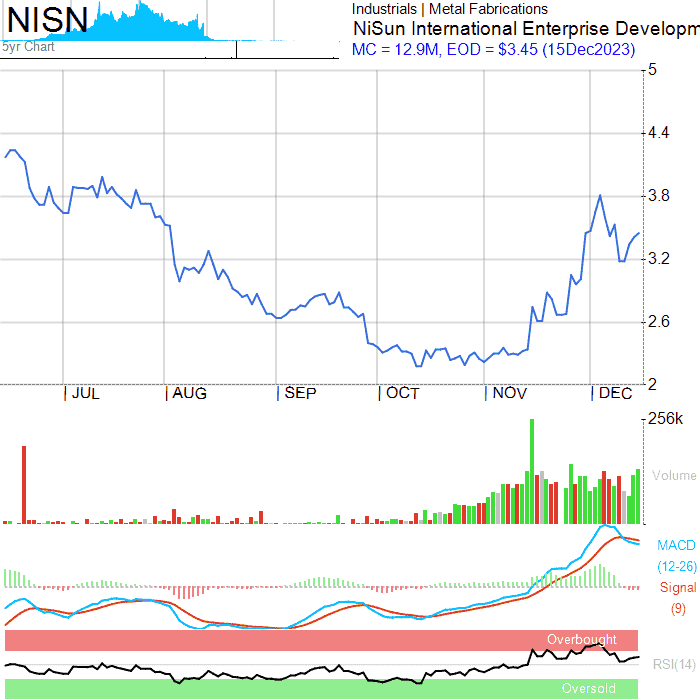 NISN
5yr Chart
Industrials | Metal Fabrications
NiSun International Enterprise Developm
MC = 12.9M, EOD = $3.45 (15Dec2023)
5
4.4
3.8
3.2
2.6
2
JUL AUG SEP OCT NOV DEC
256k
Volume
MACD
(12-26)
Signal
(9)
Overbought
RSI(14)
Oversold